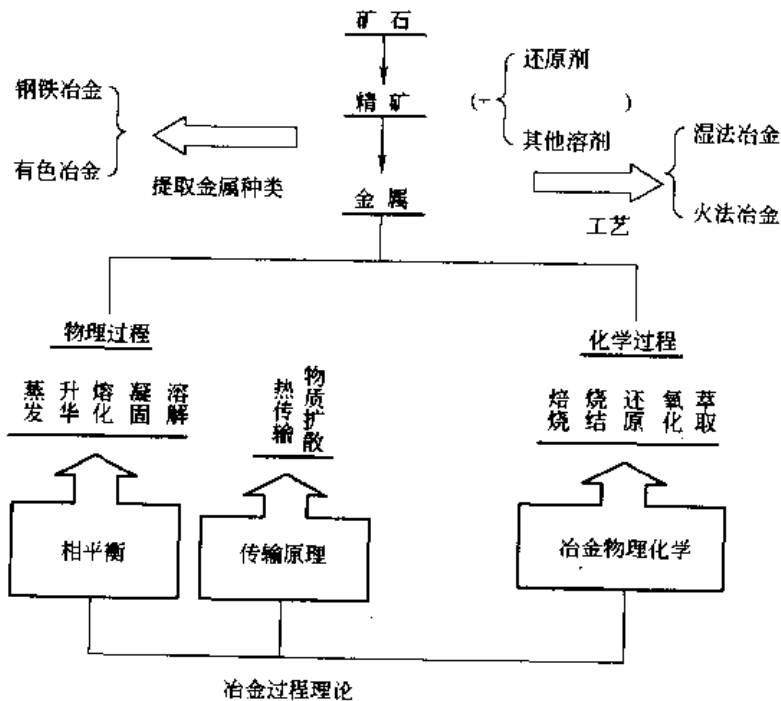 矿石
还原剂
钢铁冶金
精矿
(+
)
其他溶剂
湿法冶金
有色冶金
提取金属种类
金属
火法冶金
工艺
物理过程
化学过程
蒸发
升华
熔化
凝固
溶解
热传输
物质扩散
焙烧
烧结
还原
氧化
萃取
相平衡
传输原理
冶金物理化学
冶金过程理论